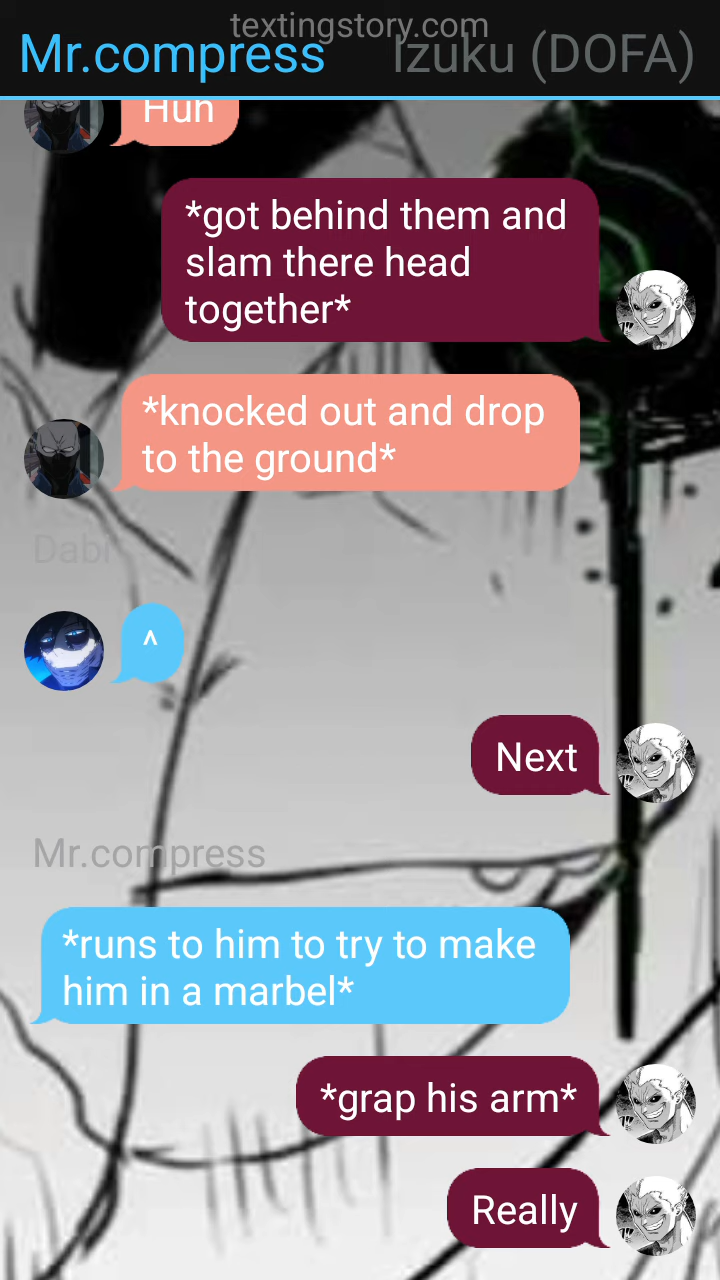 textingstory.com
Mr.compress
Izuku (DOFA)
Huh
*got behind them and
slam there head
together*
*knocked out and drop
to the ground*
Dabi
^
Next
Mr.compress
*runs to him to try to make
him in a marbel*
*grap his arm*
Really